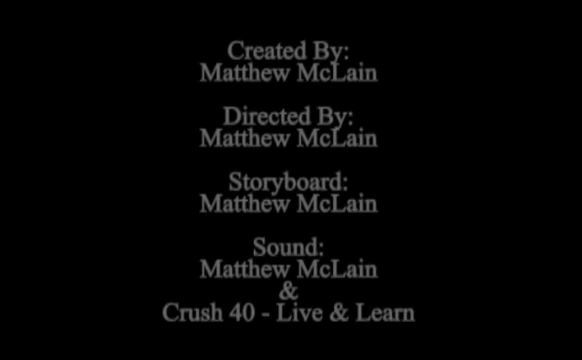 Created By:
Matthew McLain
Directed By:
Matthew McLain
Storyboard:
Matthew McLain
Sound:
Matthew McLain
&
Crush 40 - Live & Learn